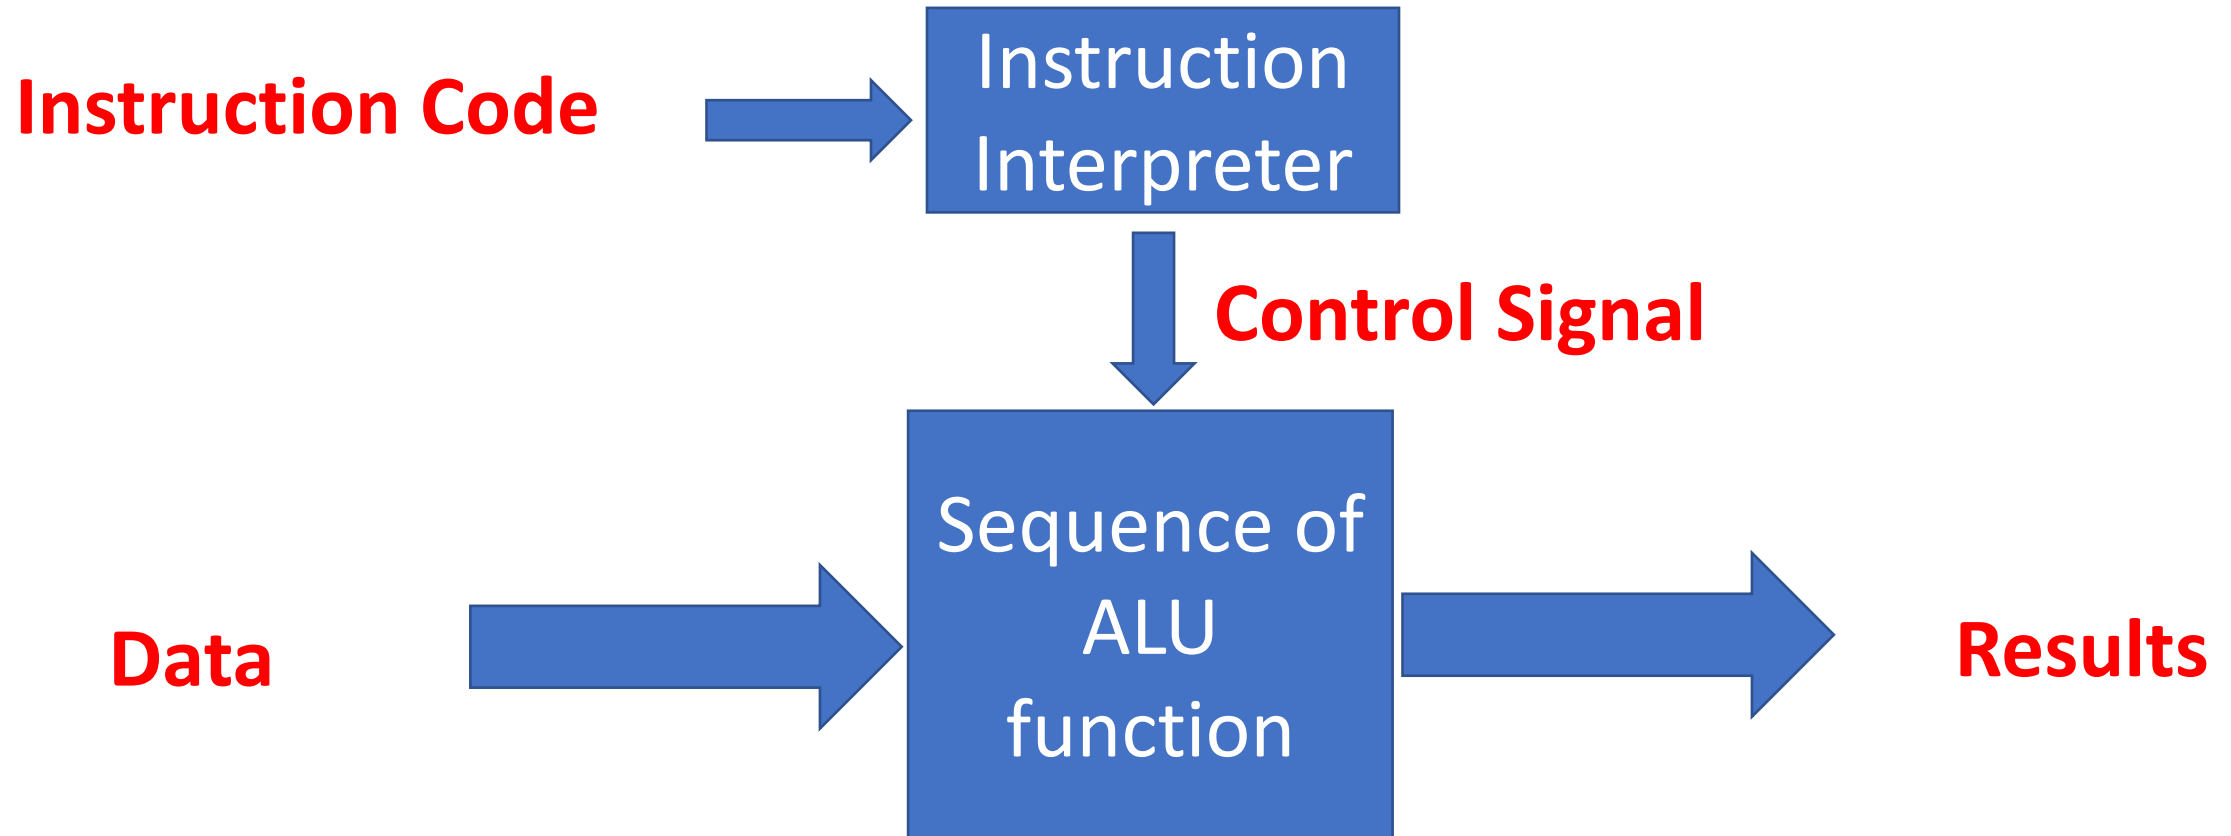 Instruction Code
Instruction
Interpreter
Control Signal
Sequence of
ALU
function
Data
Results